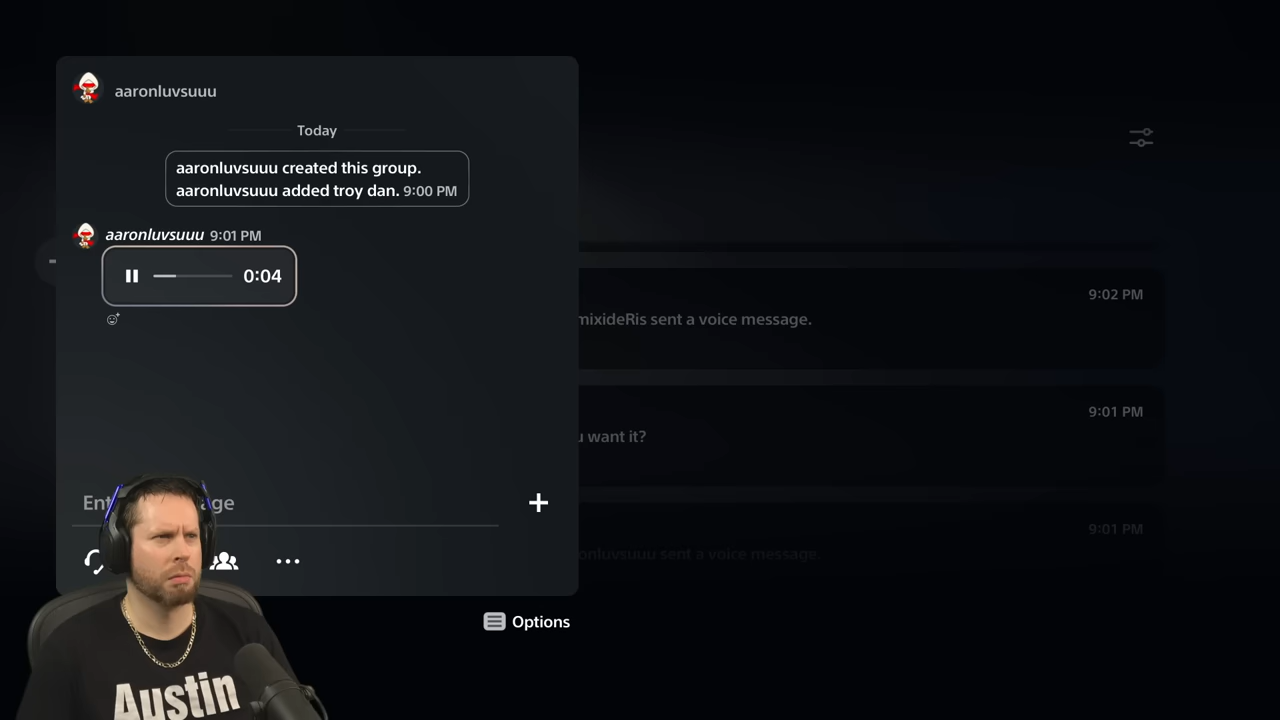 aaronluvsuuu
Today
aaronluvsuuu created this group.
aaronluvsuuu added troy dan. 9:00 PM
aaronluvsuuu 9:01 PM
0:04
9:02 PM
mixideRis sent a voice message.
9:01 PM
want it?
9:01 PM
onluvsuuu sent a voice message.
Options
Austin